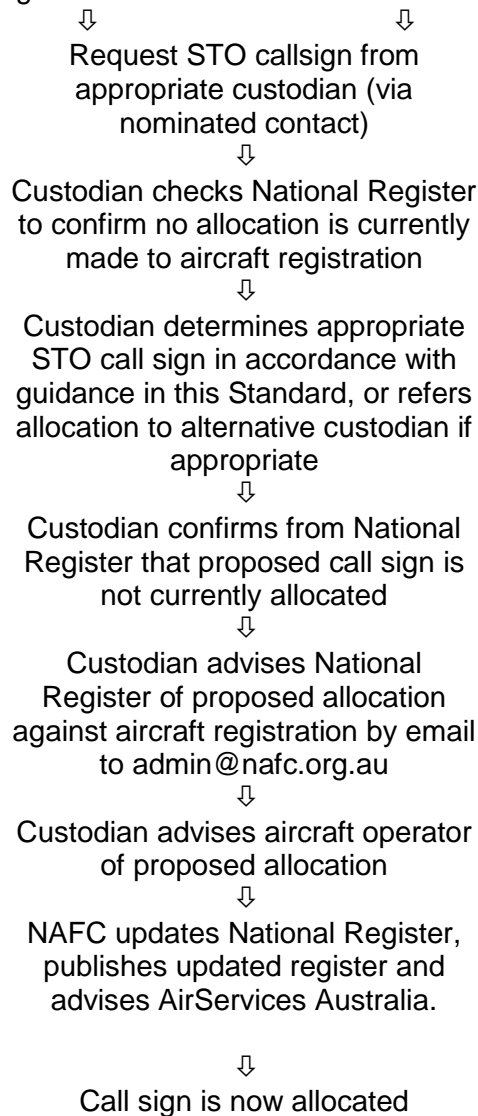 ⇩ ⇩
Request STO callsign from
appropriate custodian (via
nominated contact)
⇩
Custodian checks National Register
to confirm no allocation is currently
made to aircraft registration
⇩
Custodian determines appropriate
STO call sign in accordance with
guidance in this Standard, or refers
allocation to alternative custodian if
appropriate
⇩
Custodian confirms from National
Register that proposed call sign is
not currently allocated
⇩
Custodian advises National
Register of proposed allocation
against aircraft registration by email
to admin@nafc.org.au
⇩
Custodian advises aircraft operator
of proposed allocation
⇩
NAFC updates National Register,
publishes updated register and
advises AirServices Australia.
⇩
Call sign is now allocated